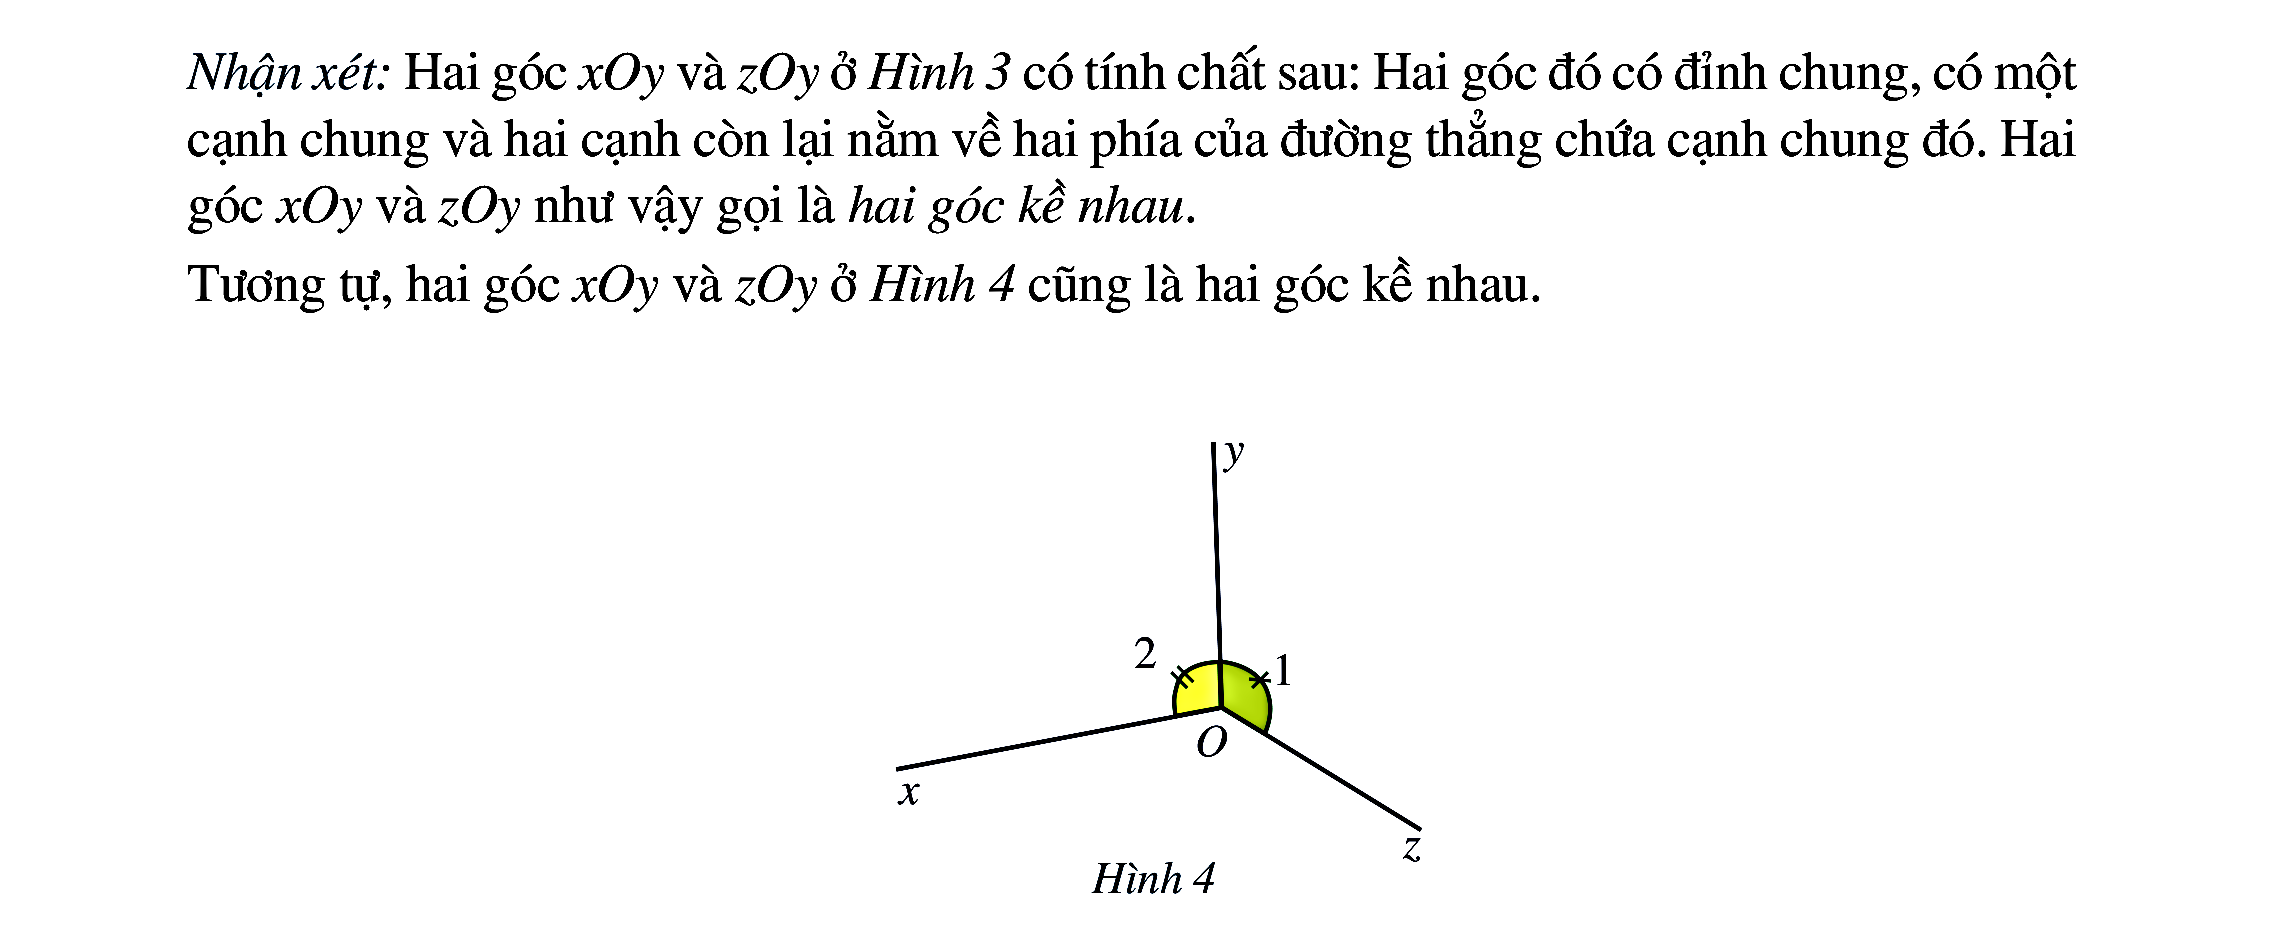 Nhận xét: Hai góc xOy và zOy ở Hình 3 có tính chất sau: Hai góc đó có đỉnh chung, có một
cạnh chung và hai cạnh còn lại nằm về hai phía của đường thẳng chứa cạnh chung đó. Hai
góc xOy và zOy như vậy gọi là hai góc kề nhau.
Tương tự, hai góc xOy và zOy ở Hình 4 cũng là hai góc kề nhau.
y
2
1
O
x
z
Hình 4